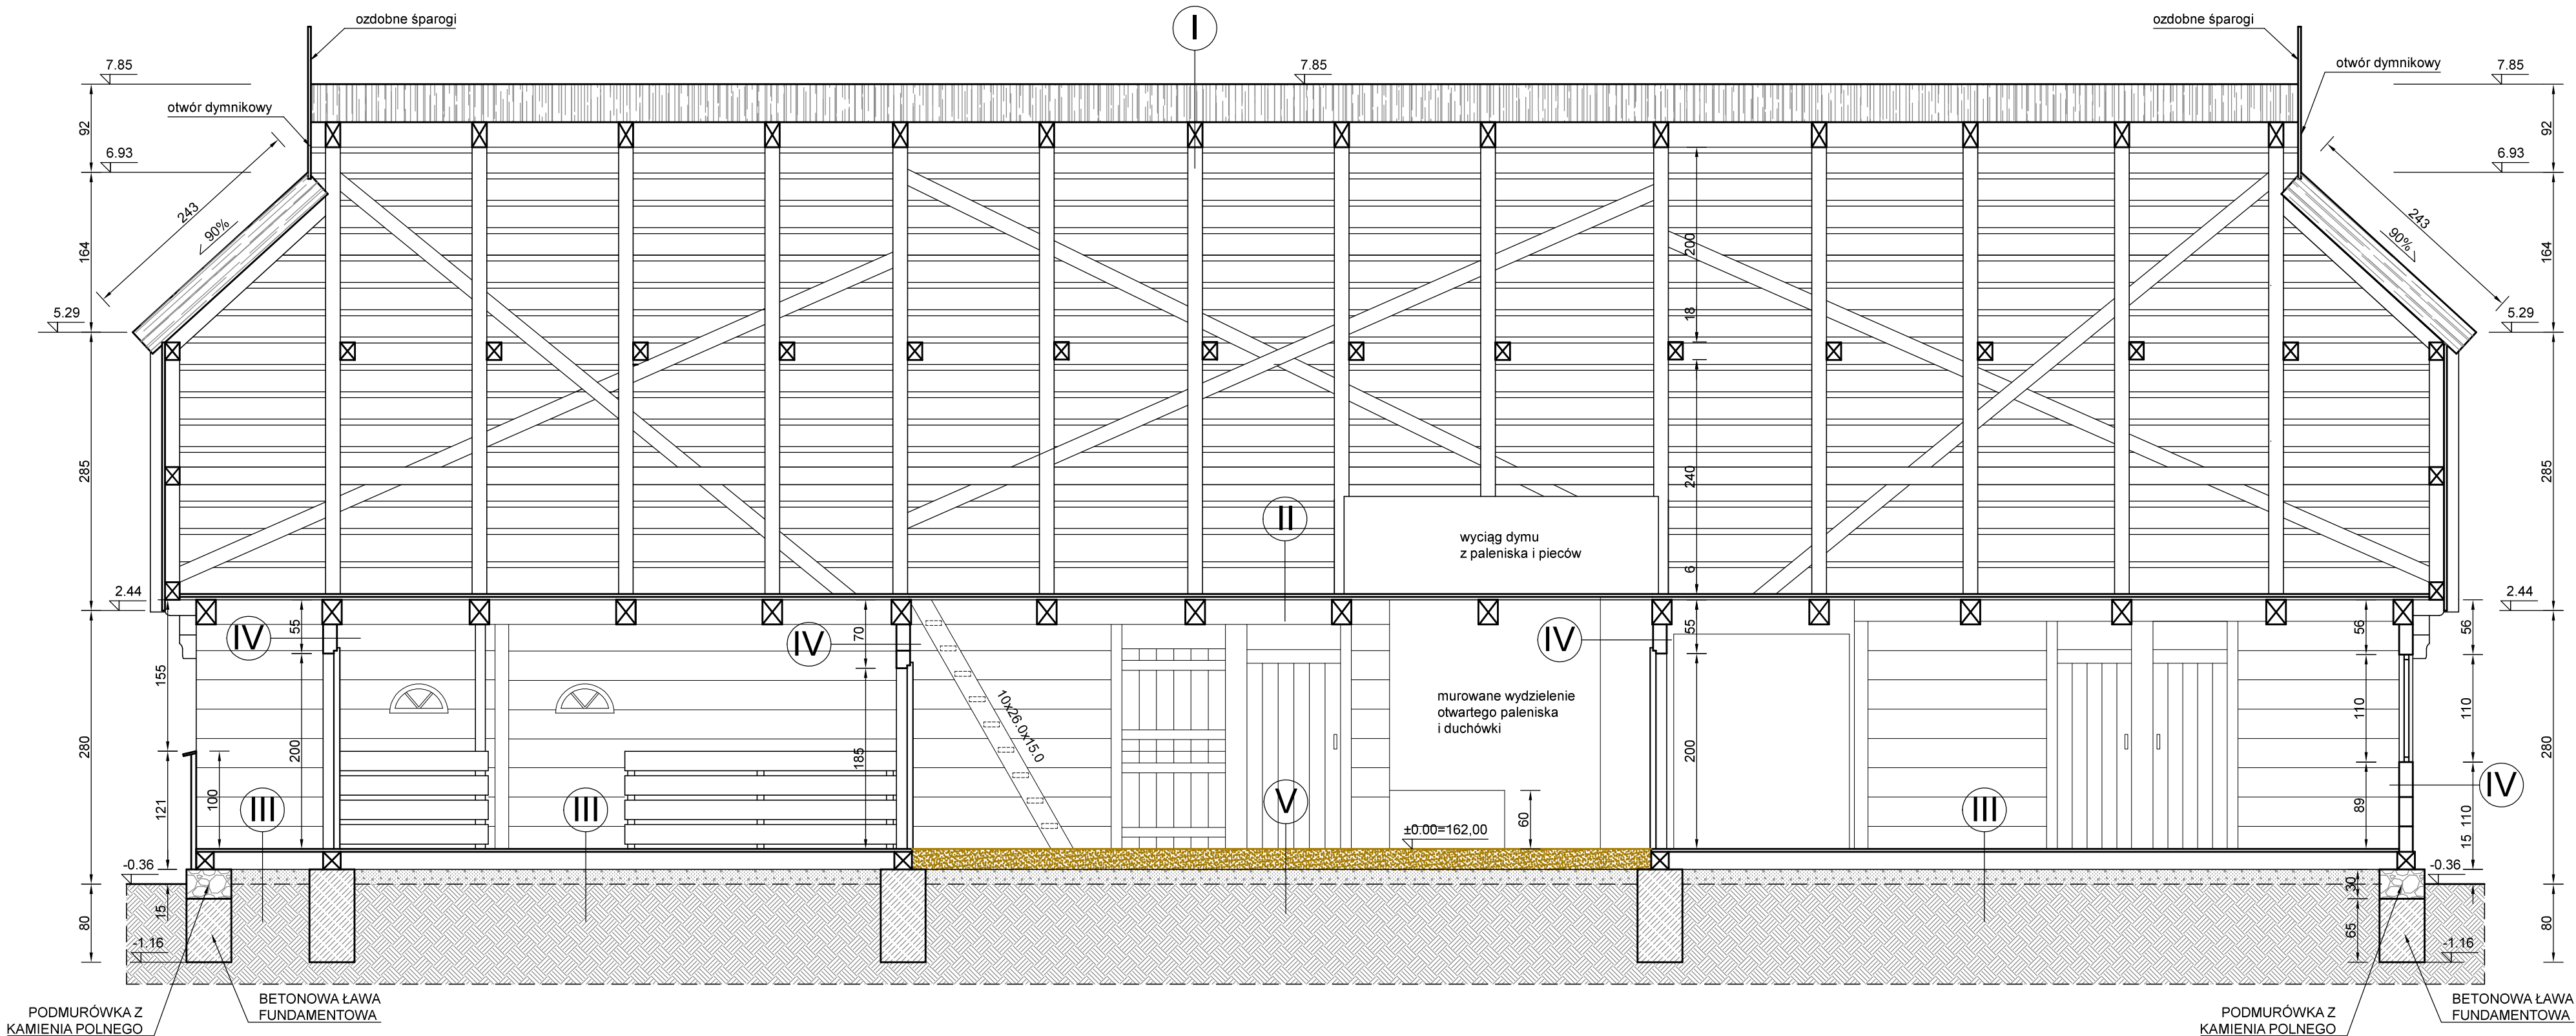 ozdobne śparogi
I
ozdobne śparogi
7.85
7.85
otwór dymnikowy
7.85
otwór dymnikowy
92
92
6.93
6.93
243
90%
243
90%
164
200
164
5.29
18
5.29
285
240
285
II
wyciąg dymu
z paleniska i pieców
6
2.44
2.44
IV
55
IV
70
IV
55
56
56
155
10x26.0x15.0
murowane wydzielenie
otwartego paleniska
i duchówki
110
110
280
200
185
200
280
121
100
III
III
V
60
±0.00=162,00
III
89
IV
110
15
-0.36
-0.36
80
15
30
65
80
-1.16
-1.16
PODMURÓWKA Z
KAMIENIA POLNEGO
BETONOWA ŁAWA
FUNDAMENTOWA
PODMURÓWKA Z
KAMIENIA POLNEGO
BETONOWA ŁAWA
FUNDAMENTOWA